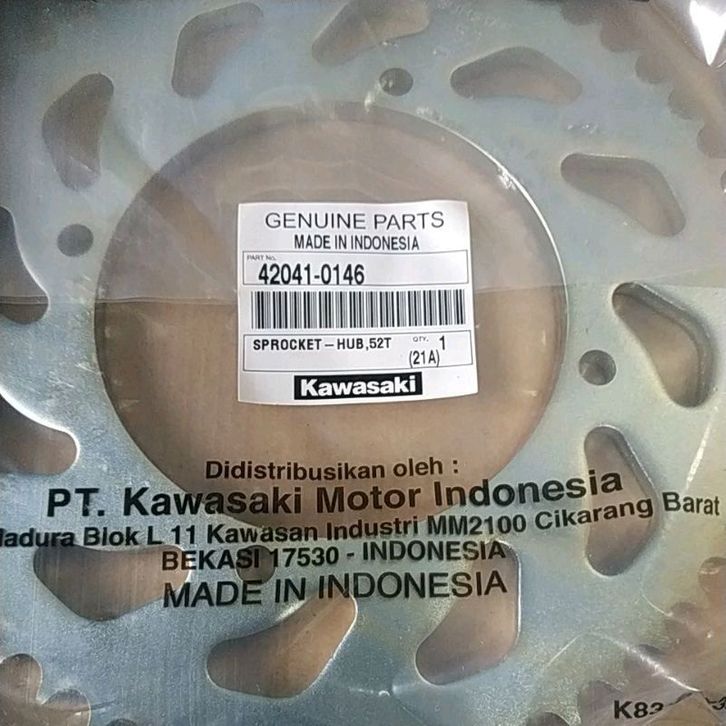 GENUINE PARTS
MADE IN INDONESIA
PART No.
42041-0146
SPROCKET-HUB,52T QTY. 1
(21A)
Kawasaki
Didistribusikan oleh :
PT. Kawasaki Motor Indonesia
Blok L 11 Kawasan Industri MM2100 Cikarang Barat
BEKASI 17530 - INDONESIA
MADE IN INDONESIA